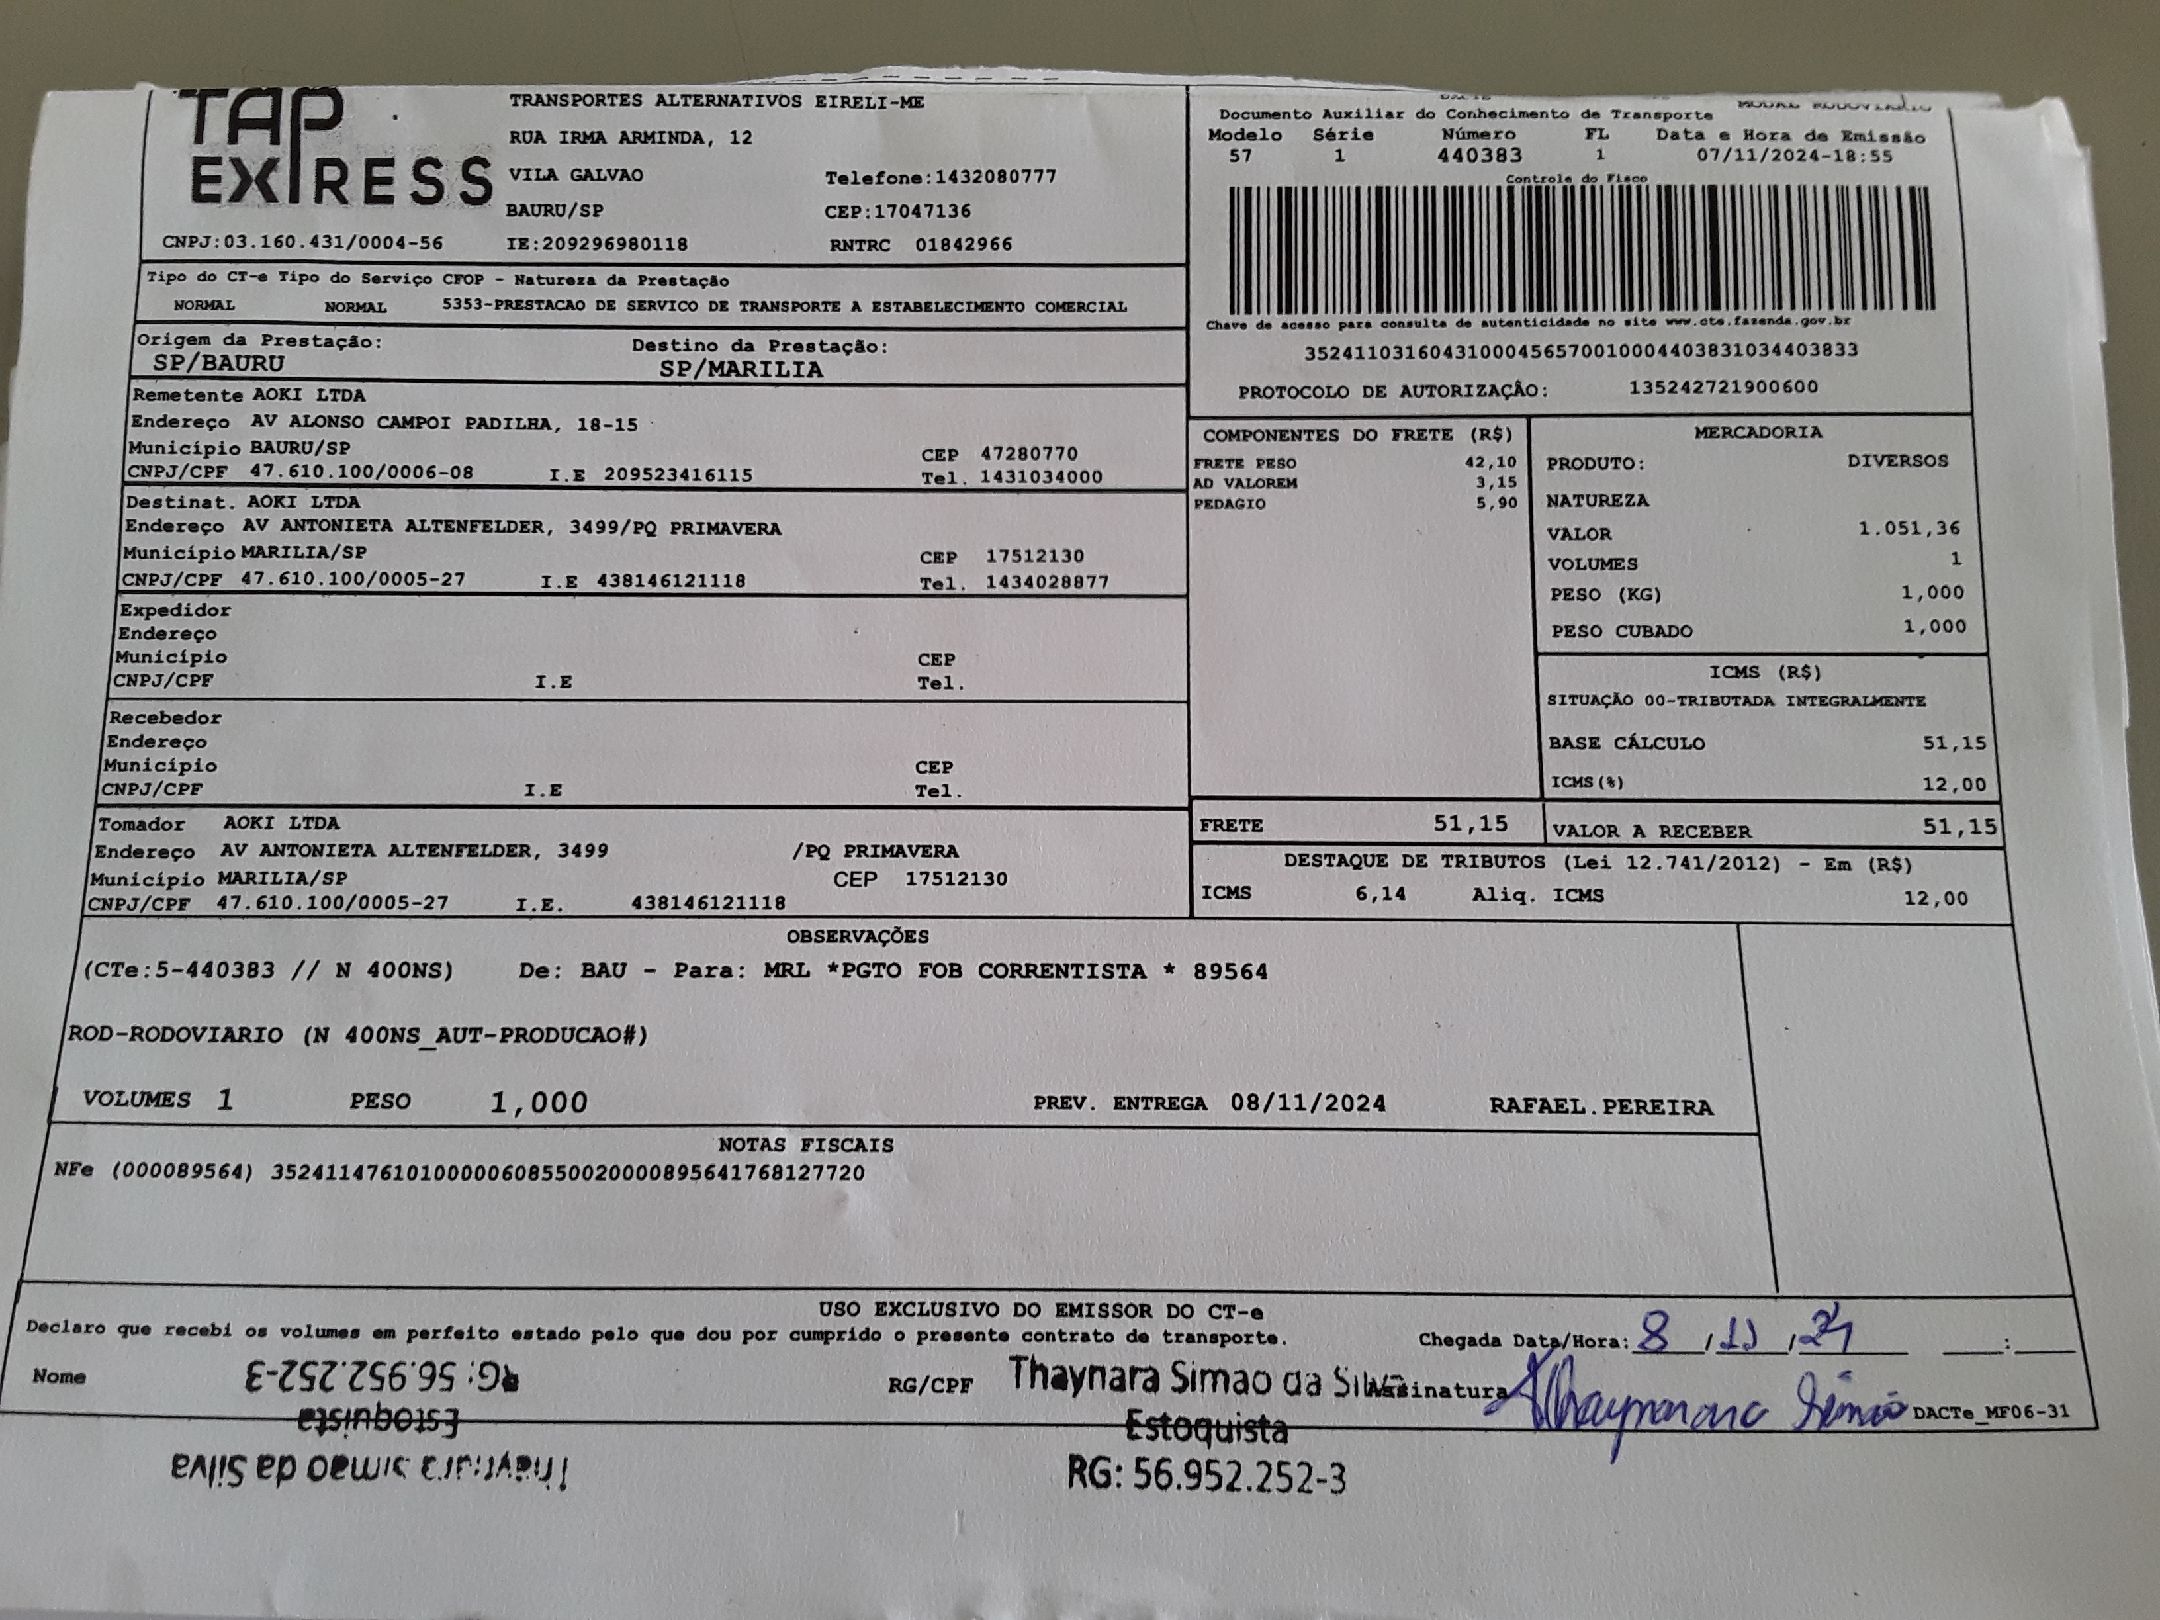 TAP EXPRESS
TRANSPORTES ALTERNATIVOS EIRELI-ME
RUA IRMA ARMINDA, 12
VILA GALVAO Telefone:1432080777
BAURU/SP CEP:17047136
CNPJ:03.160.431/0004-56 IE:209296980118 RNTRC 01842966
MODAL RODOVIARIO
Documento Auxiliar do Conhecimento de Transporte
Modelo Série Número FL Data e Hora de Emissão
57 1 440383 1 07/11/2024-18:55
Controle do Fisco
Chave de acesso para consulta de autenticidade no site www.cte.fazenda.gov.br
35241103160431000456570010004403831034403833
PROTOCOLO DE AUTORIZAÇÃO: 135242721900600
Tipo do CT-e Tipo do Serviço CFOP - Natureza da Prestação
NORMAL NORMAL 5353-PRESTACAO DE SERVICO DE TRANSPORTE A ESTABELECIMENTO COMERCIAL
Origem da Prestação: Destino da Prestação:
SP/BAURU SP/MARILIA
Remetente AOKI LTDA
Endereço AV ALONSO CAMPOI PADILHA, 18-15
Município BAURU/SP CEP 47280770
CNPJ/CPF 47.610.100/0006-08 I.E 209523416115 Tel. 1431034000
Destinat. AOKI LTDA
Endereço AV ANTONIETA ALTENFELDER, 3499/PQ PRIMAVERA
Município MARILIA/SP CEP 17512130
CNPJ/CPF 47.610.100/0005-27 I.E 438146121118 Tel. 1434028877
Expedidor
Endereço
Município CEP
CNPJ/CPF I.E Tel.
Recebedor
Endereço
Município CEP
CNPJ/CPF I.E Tel.
Tomador AOKI LTDA
Endereço AV ANTONIETA ALTENFELDER, 3499 /PQ PRIMAVERA
Município MARILIA/SP CEP 17512130
CNPJ/CPF 47.610.100/0005-27 I.E. 438146121118
COMPONENTES DO FRETE (R$)
FRETE PESO 42,10
AD VALOREM 3,15
PEDAGIO 5,90
MERCADORIA
PRODUTO: DIVERSOS
NATUREZA
VALOR 1.051,36
VOLUMES 1
PESO (KG) 1,000
PESO CUBADO 1,000
ICMS (R$)
SITUAÇÃO 00-TRIBUTADA INTEGRALMENTE
BASE CÁLCULO 51,15
ICMS(%) 12,00
FRETE 51,15 VALOR A RECEBER 51,15
DESTAQUE DE TRIBUTOS (Lei 12.741/2012) - Em (R$)
ICMS 6,14 Aliq. ICMS 12,00
OBSERVAÇÕES
(CTe:5-440383 // N 400NS) De: BAU - Para: MRL *PGTO FOB CORRENTISTA * 89564
ROD-RODOVIARIO (N 400NS_AUT-PRODUCAO#)
VOLUMES 1 PESO 1,000 PREV. ENTREGA 08/11/2024 RAFAEL.PEREIRA
NOTAS FISCAIS
NFe (000089564) 35241147610100000608550020000895641768127720
USO EXCLUSIVO DO EMISSOR DO CT-e
Declaro que recebi os volumes em perfeito estado pelo que dou por cumprido o presente contrato de transporte. Chegada Data/Hora: 8 / 11 / 24 :
Nome RG/CPF Assinatura Thaynara Simão DACTe_MF06-31
Thaynara Simao da Silva
Estoquista
RG: 56.952.252-3
Thaynara Simao da Silva
Estoquista
RG: 56.952.252-3